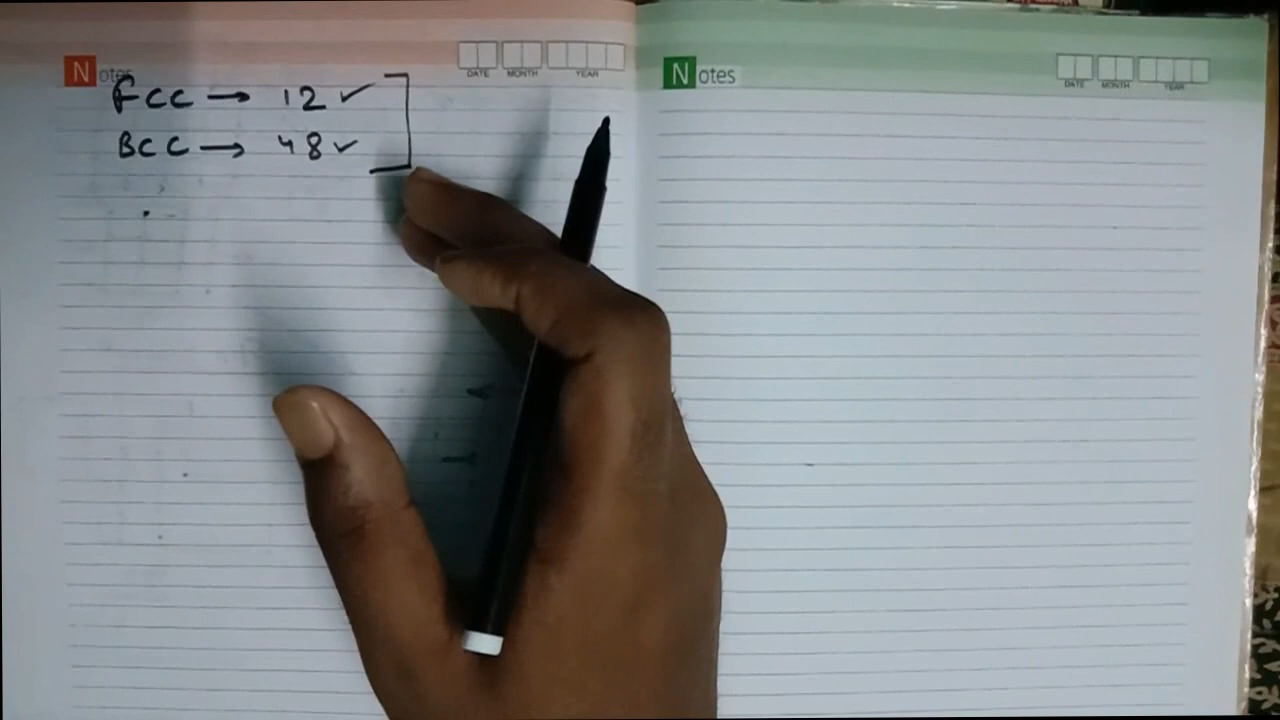 Notes
DATE MONTH YEAR
FCC → 12 ✓
BCC → 48 ✓
Notes
DATE MONTH YEAR